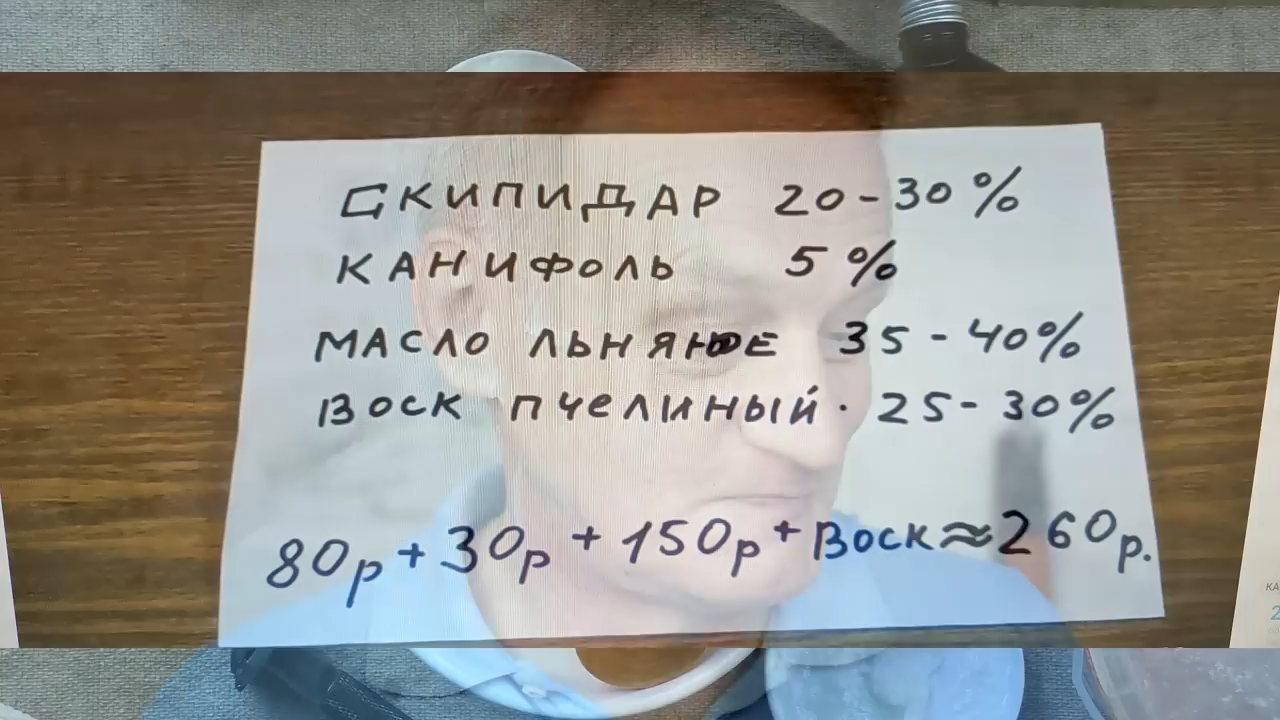 СКИПИДАР 20-30%
КАНИФОЛЬ 5%
МАСЛО ЛЬНЯНОЕ 35-40%
ВОСК ПЧЕЛИНЫЙ. 25-30%
80р+30р+150р+Воск≈260р.